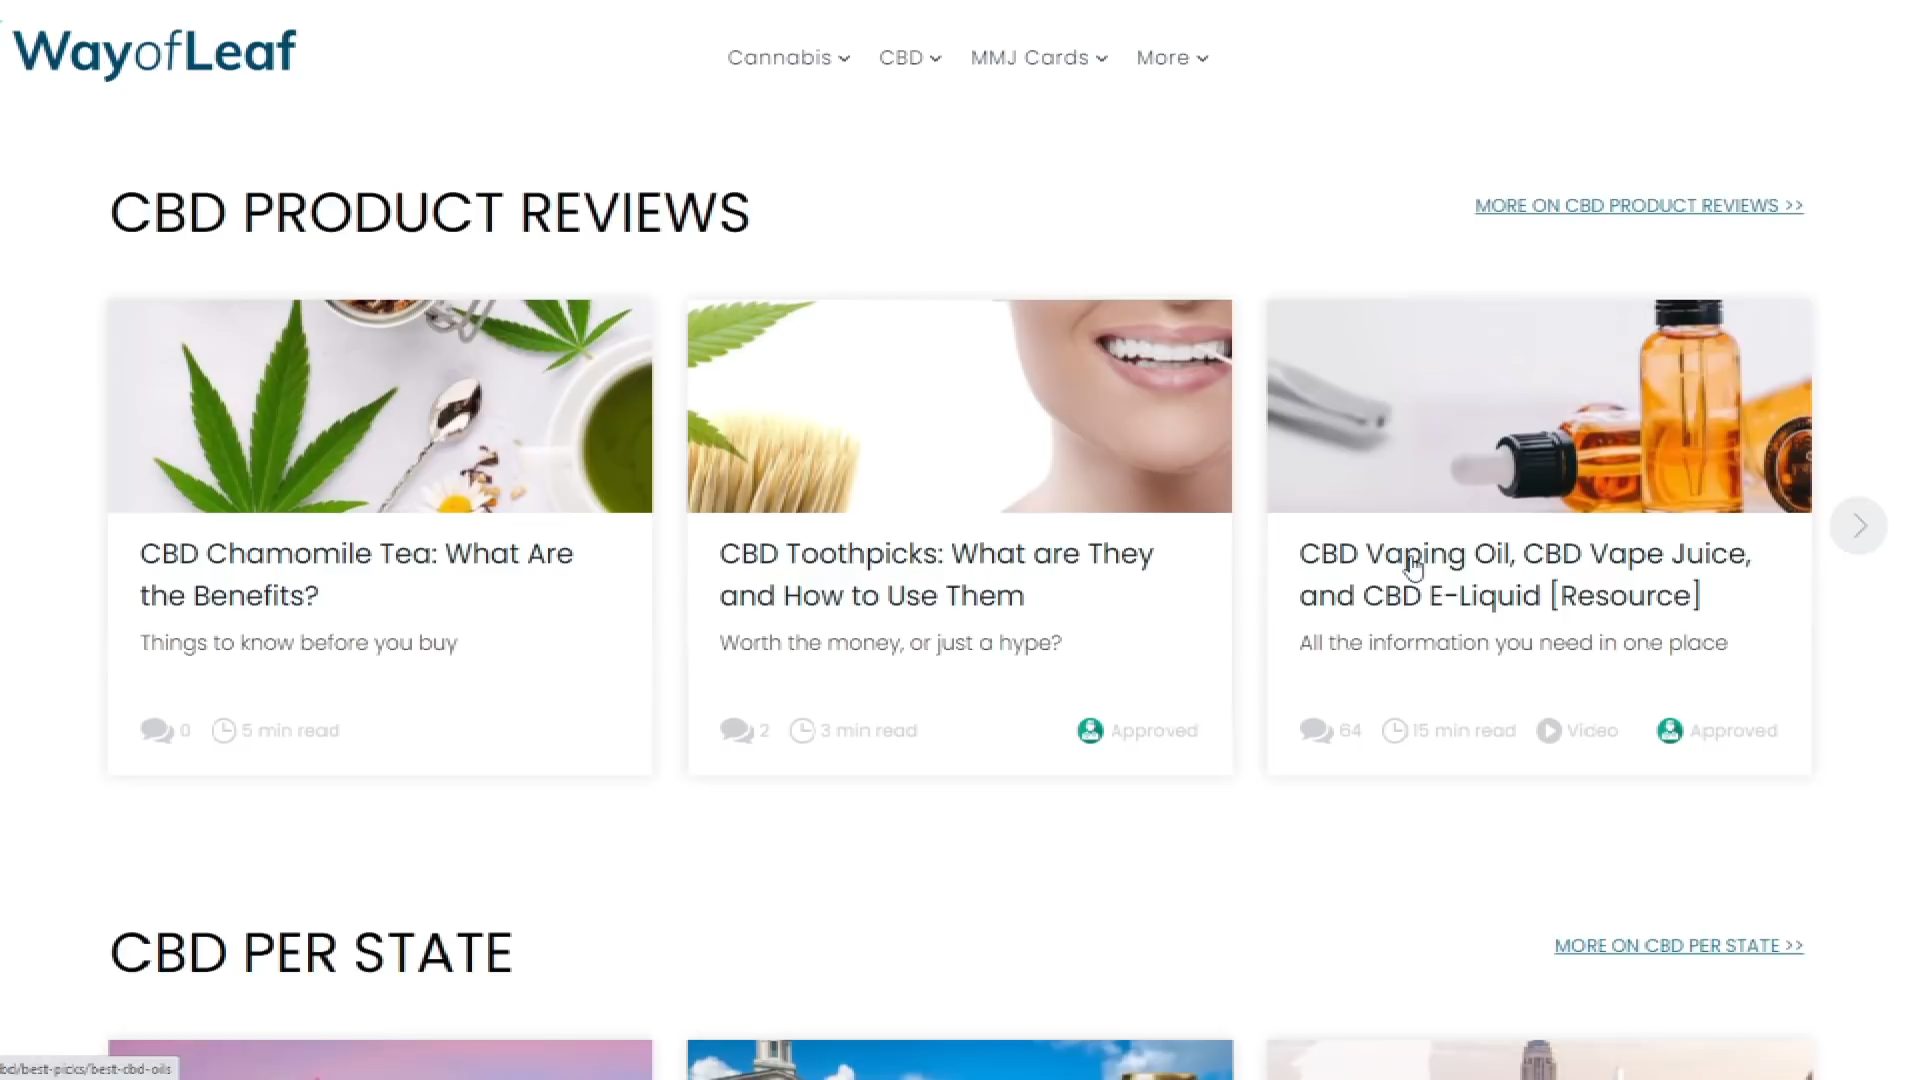 WayofLeaf
Cannabis
CBD
MMJ Cards
More
CBD PRODUCT REVIEWS
MORE ON CBD PRODUCT REVIEWS >>
CBD Chamomile Tea: What Are
the Benefits?
Things to know before you buy
0
5 min read
CBD Toothpicks: What are They
and How to Use Them
Worth the money, or just a hype?
2
3 min read
Approved
CBD Vaping Oil, CBD Vape Juice,
and CBD E-Liquid [Resource]
All the information you need in one place
64
15 min read
Video
Approved
CBD PER STATE
MORE ON CBD PER STATE >>
bd/best-picks/best-cbd-oils